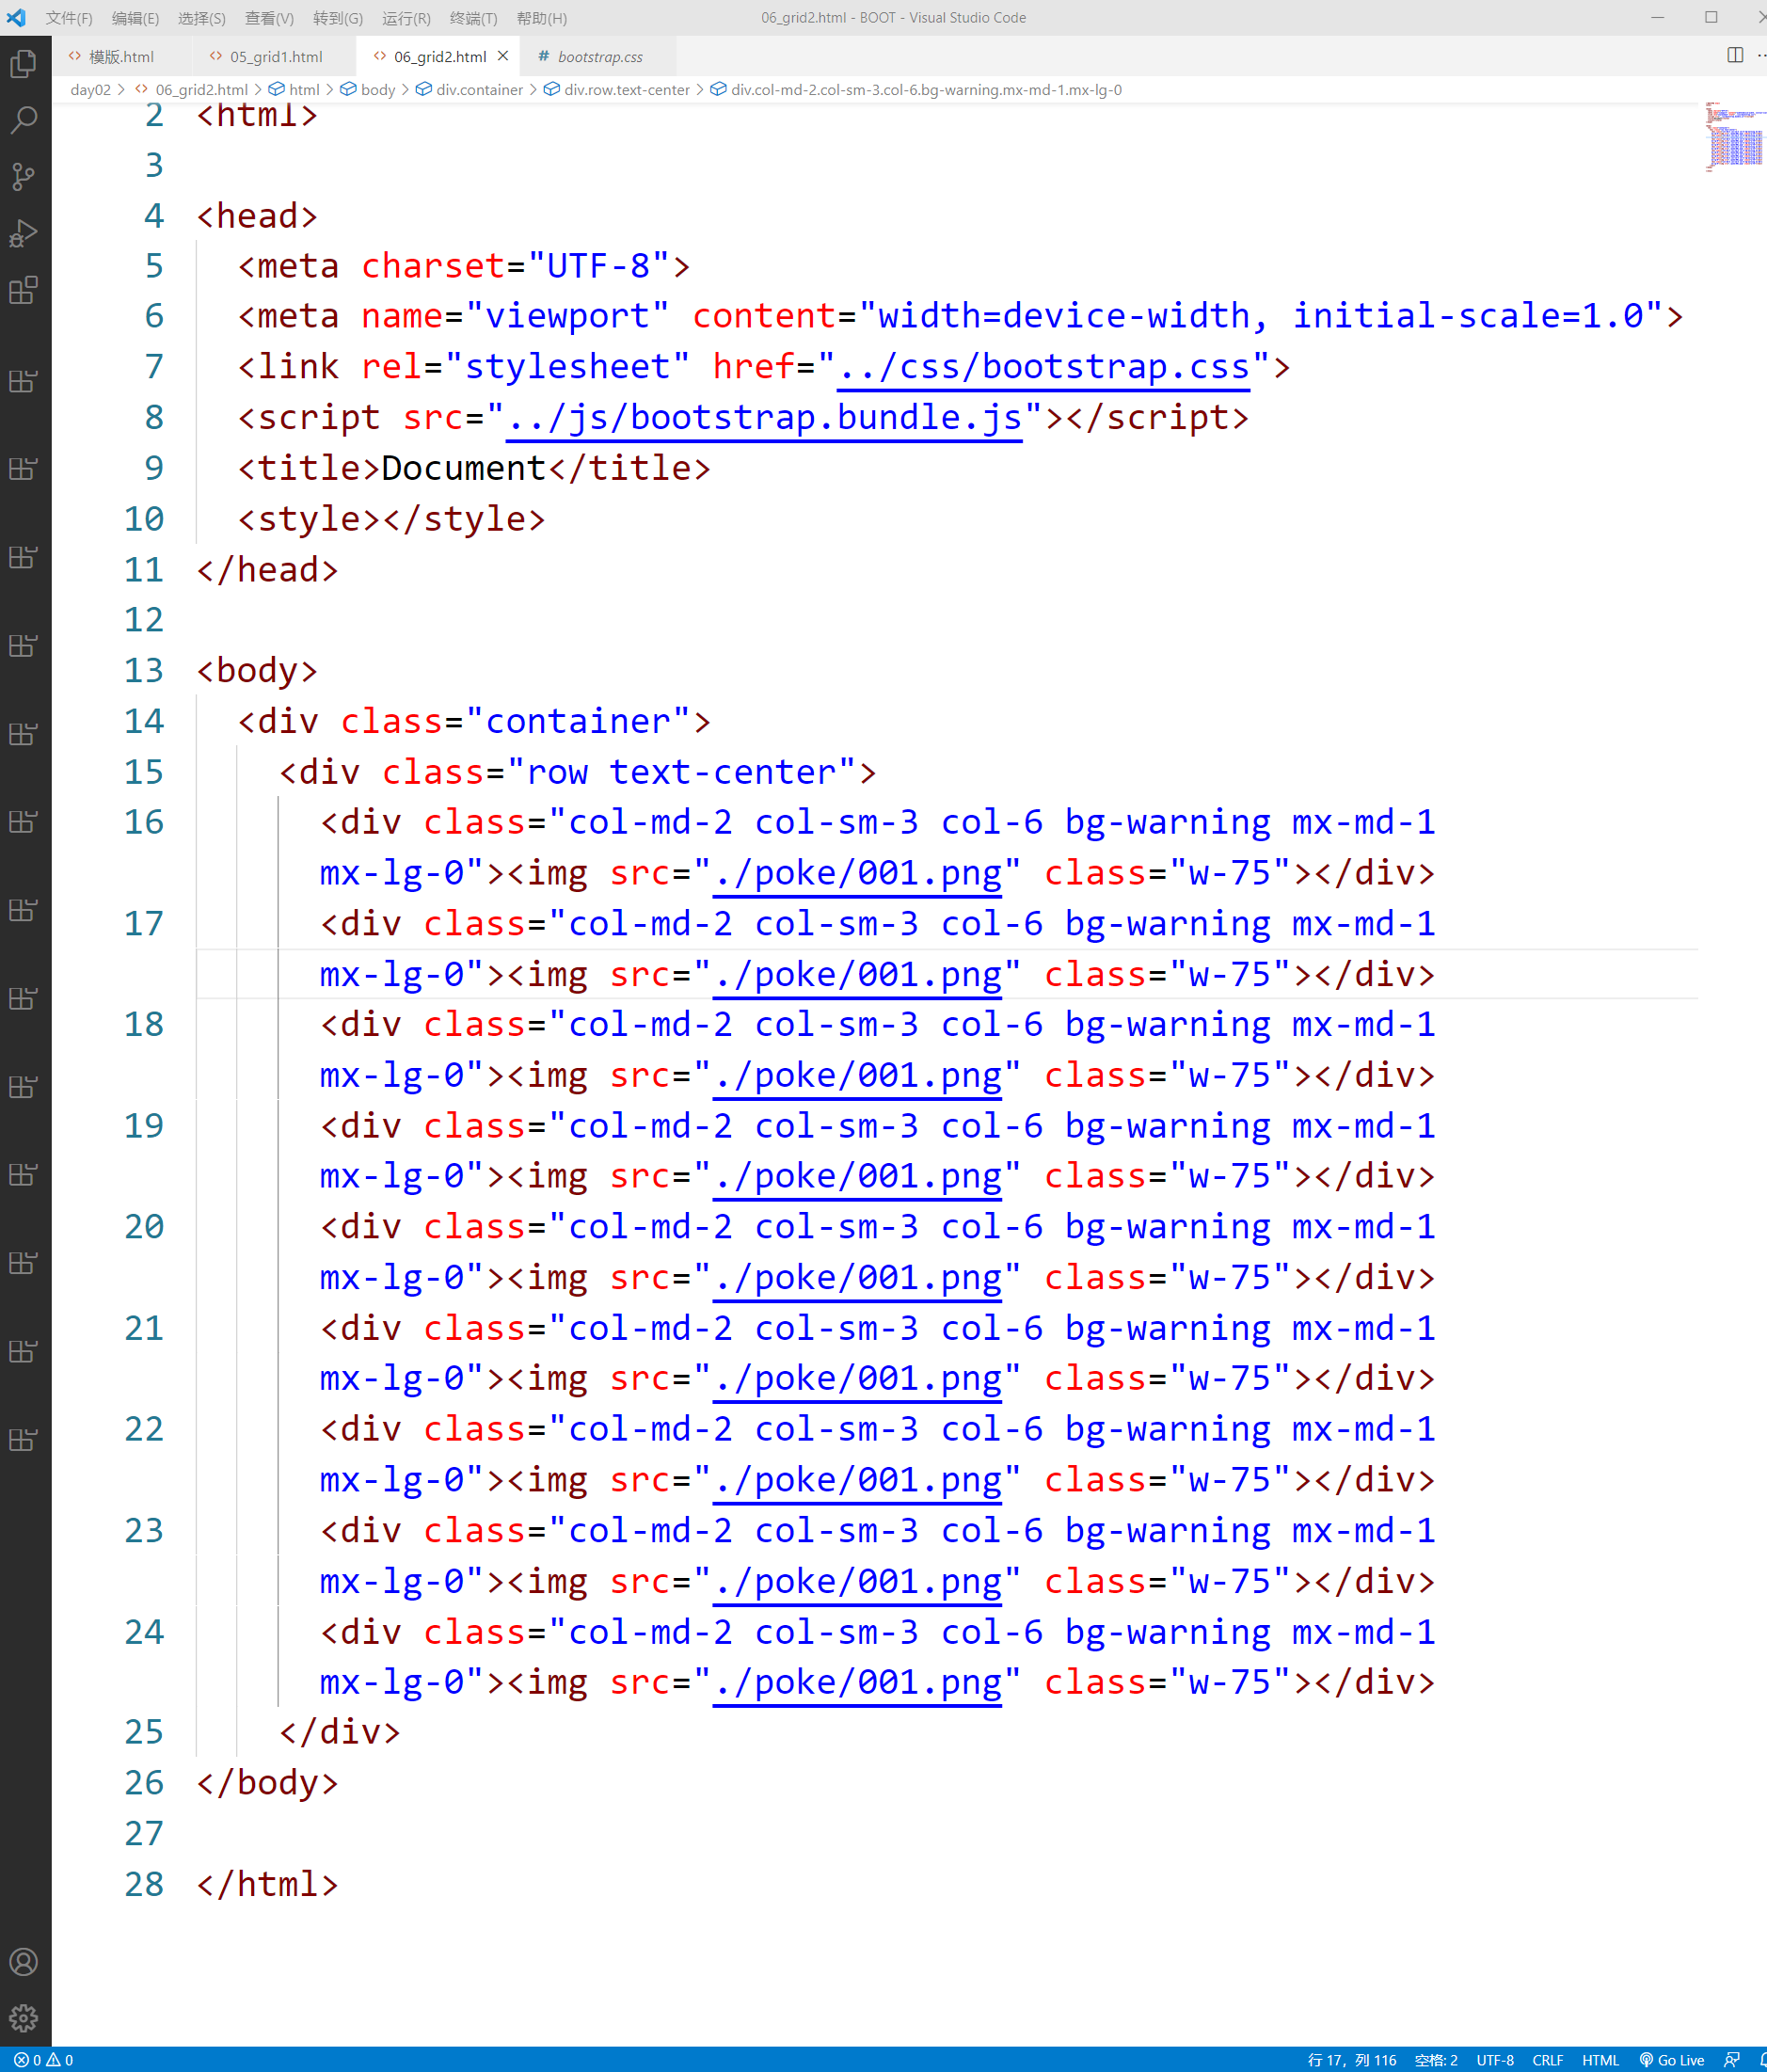 文件(F) 编辑(E) 选择(S) 查看(V) 转到(G) 运行(R) 终端(T) 帮助(H) 06_grid2.html - BOOT - Visual Studio Code
<> 模版.html <> 05_grid1.html <> 06_grid2.html # bootstrap.css
day02 > <> 06_grid2.html > html > body > div.container > div.row.text-center > div.col-md-2.col-sm-3.col-6.bg-warning.mx-md-1.mx-lg-0
2 <html>
3
4 <head>
5 <meta charset="UTF-8">
6 <meta name="viewport" content="width=device-width, initial-scale=1.0">
7 <link rel="stylesheet" href="../css/bootstrap.css">
8 <script src="../js/bootstrap.bundle.js"></script>
9 <title>Document</title>
10 <style></style>
11 </head>
12
13 <body>
14 <div class="container">
15 <div class="row text-center">
16 <div class="col-md-2 col-sm-3 col-6 bg-warning mx-md-1
mx-lg-0"><img src="./poke/001.png" class="w-75"></div>
17 <div class="col-md-2 col-sm-3 col-6 bg-warning mx-md-1
mx-lg-0"><img src="./poke/001.png" class="w-75"></div>
18 <div class="col-md-2 col-sm-3 col-6 bg-warning mx-md-1
mx-lg-0"><img src="./poke/001.png" class="w-75"></div>
19 <div class="col-md-2 col-sm-3 col-6 bg-warning mx-md-1
mx-lg-0"><img src="./poke/001.png" class="w-75"></div>
20 <div class="col-md-2 col-sm-3 col-6 bg-warning mx-md-1
mx-lg-0"><img src="./poke/001.png" class="w-75"></div>
21 <div class="col-md-2 col-sm-3 col-6 bg-warning mx-md-1
mx-lg-0"><img src="./poke/001.png" class="w-75"></div>
22 <div class="col-md-2 col-sm-3 col-6 bg-warning mx-md-1
mx-lg-0"><img src="./poke/001.png" class="w-75"></div>
23 <div class="col-md-2 col-sm-3 col-6 bg-warning mx-md-1
mx-lg-0"><img src="./poke/001.png" class="w-75"></div>
24 <div class="col-md-2 col-sm-3 col-6 bg-warning mx-md-1
mx-lg-0"><img src="./poke/001.png" class="w-75"></div>
25 </div>
26 </body>
27
28 </html>
0 0 行 17，列 116 空格: 2 UTF-8 CRLF HTML Go Live